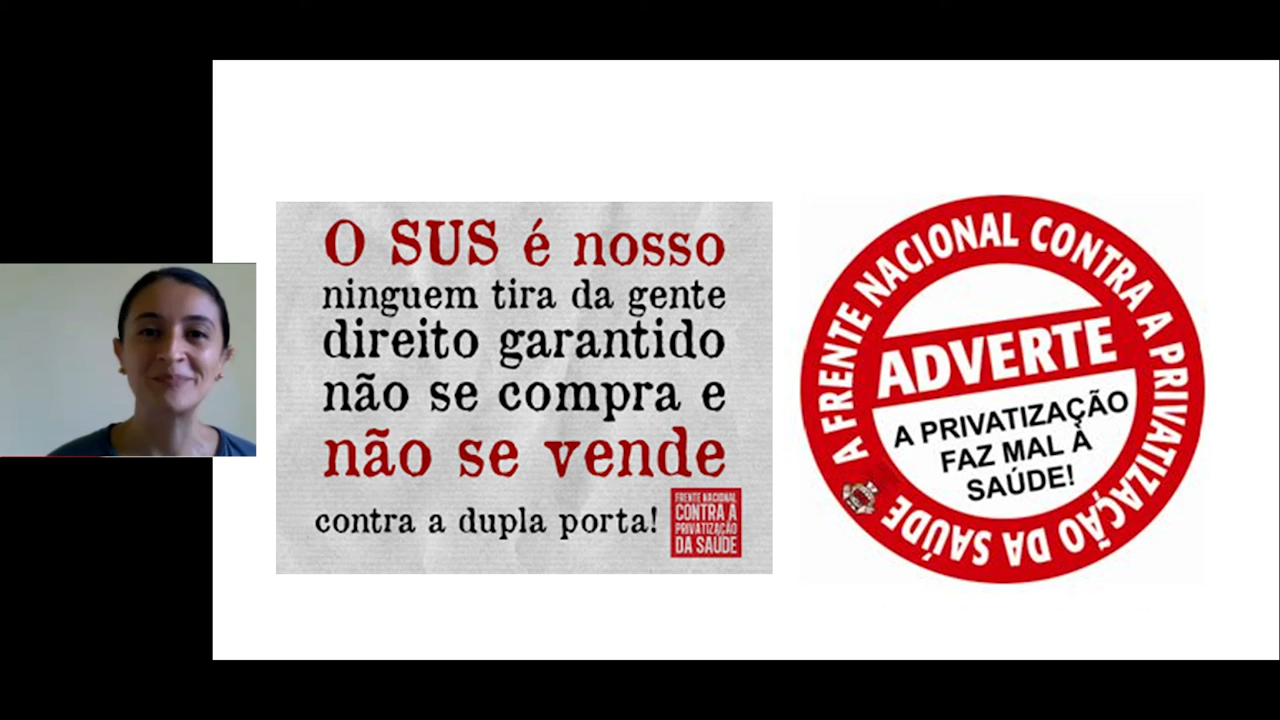 O SUS é nosso
ninguem tira da gente
direito garantido
não se compra e
não se vende
contra a dupla porta!
FRENTE NACIONAL
CONTRA A
PRIVATIZAÇÃO
DA SAÚDE
A FRENTE NACIONAL CONTRA A PRIVATIZAÇÃO DA SAÚDE
ADVERTE
A PRIVATIZAÇÃO
FAZ MAL À
SAÚDE!